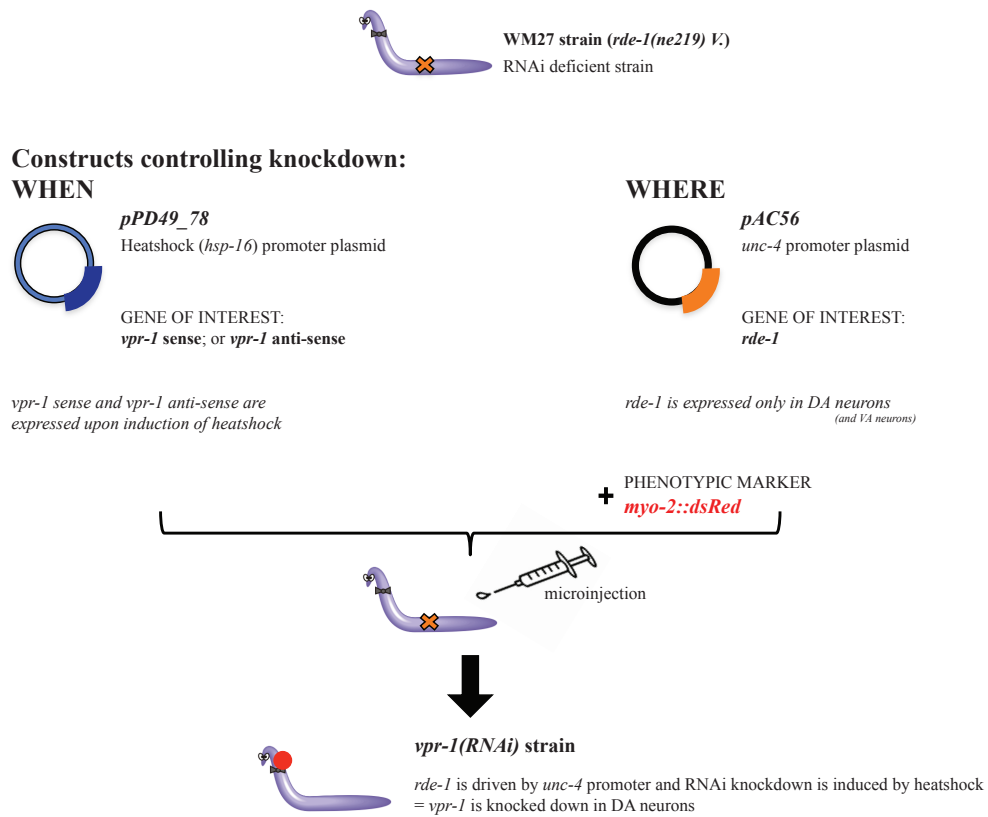 WM27 strain (rde-1(ne219) V.)
RNAi deficient strain
Constructs controlling knockdown:
WHEN
pPD49_78
Heatshock (hsp-16) promoter plasmid
GENE OF INTEREST:
vpr-1 sense; or vpr-1 anti-sense
vpr-1 sense and vpr-1 anti-sense are
expressed upon induction of heatshock
WHERE
pAC56
unc-4 promoter plasmid
GENE OF INTEREST:
rde-1
rde-1 is expressed only in DA neurons
(and VA neurons)
+ PHENOTYPIC MARKER
myo-2::dsRed
microinjection
vpr-1(RNAi) strain
rde-1 is driven by unc-4 promoter and RNAi knockdown is induced by heatshock
= vpr-1 is knocked down in DA neurons